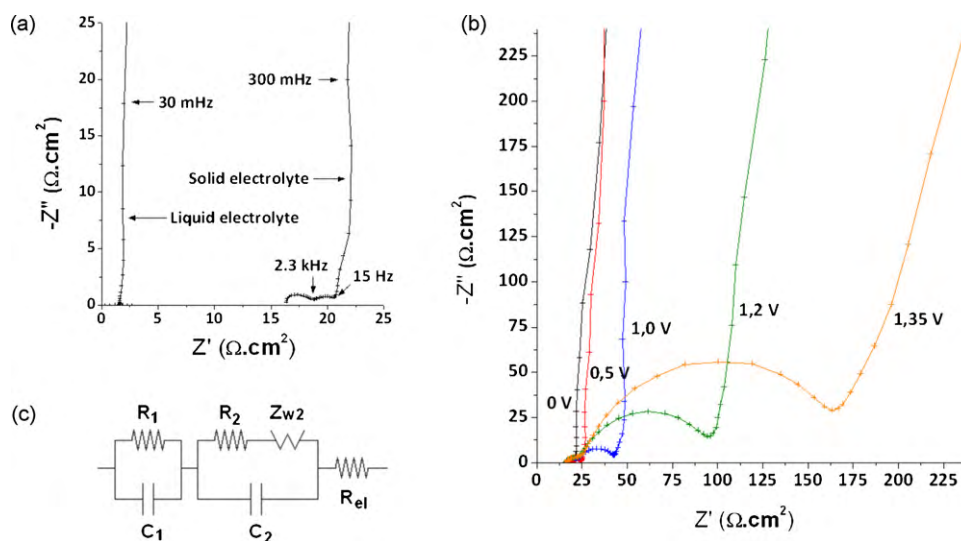 (a)
25
20
15
10
5
0
-Z" (Ω.cm²)
300 mHz
30 mHz
Solid electrolyte
Liquid electrolyte
2.3 kHz
15 Hz
0 5 10 15 20 25
Z' (Ω.cm²)
(b)
225
200
175
150
125
100
75
50
25
0
-Z" (Ω.cm²)
0 V
0,5 V
1,0 V
1,2 V
1,35 V
0 25 50 75 100 125 150 175 200 225
Z' (Ω.cm²)
(c)
R1
R2
Zw2
C1
C2
Rel